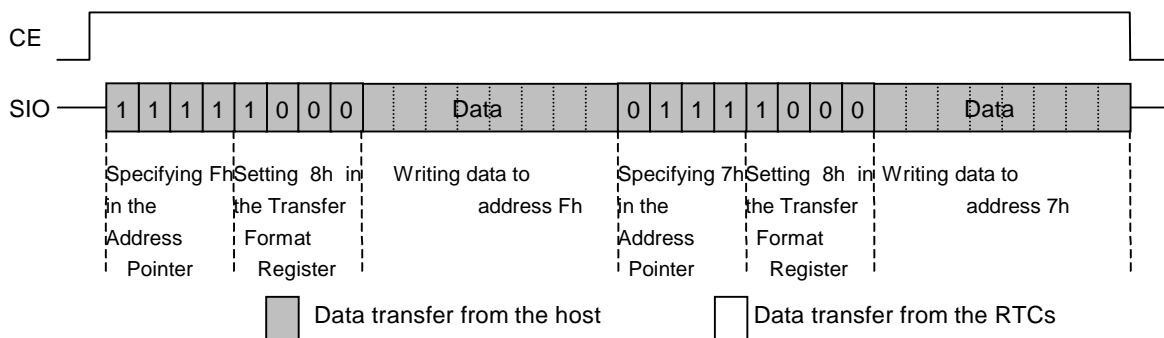 CE
SIO 1 1 1 1 1 0 0 0 Data 0 1 1 1 1 0 0 0 Data
Specifying Fh Setting 8h in Writing data to Specifying 7h Setting 8h in Writing data to
in the the Transfer address Fh in the the Transfer address 7h
Address Format Address Format
Pointer Register Pointer Register
Data transfer from the host Data transfer from the RTCs